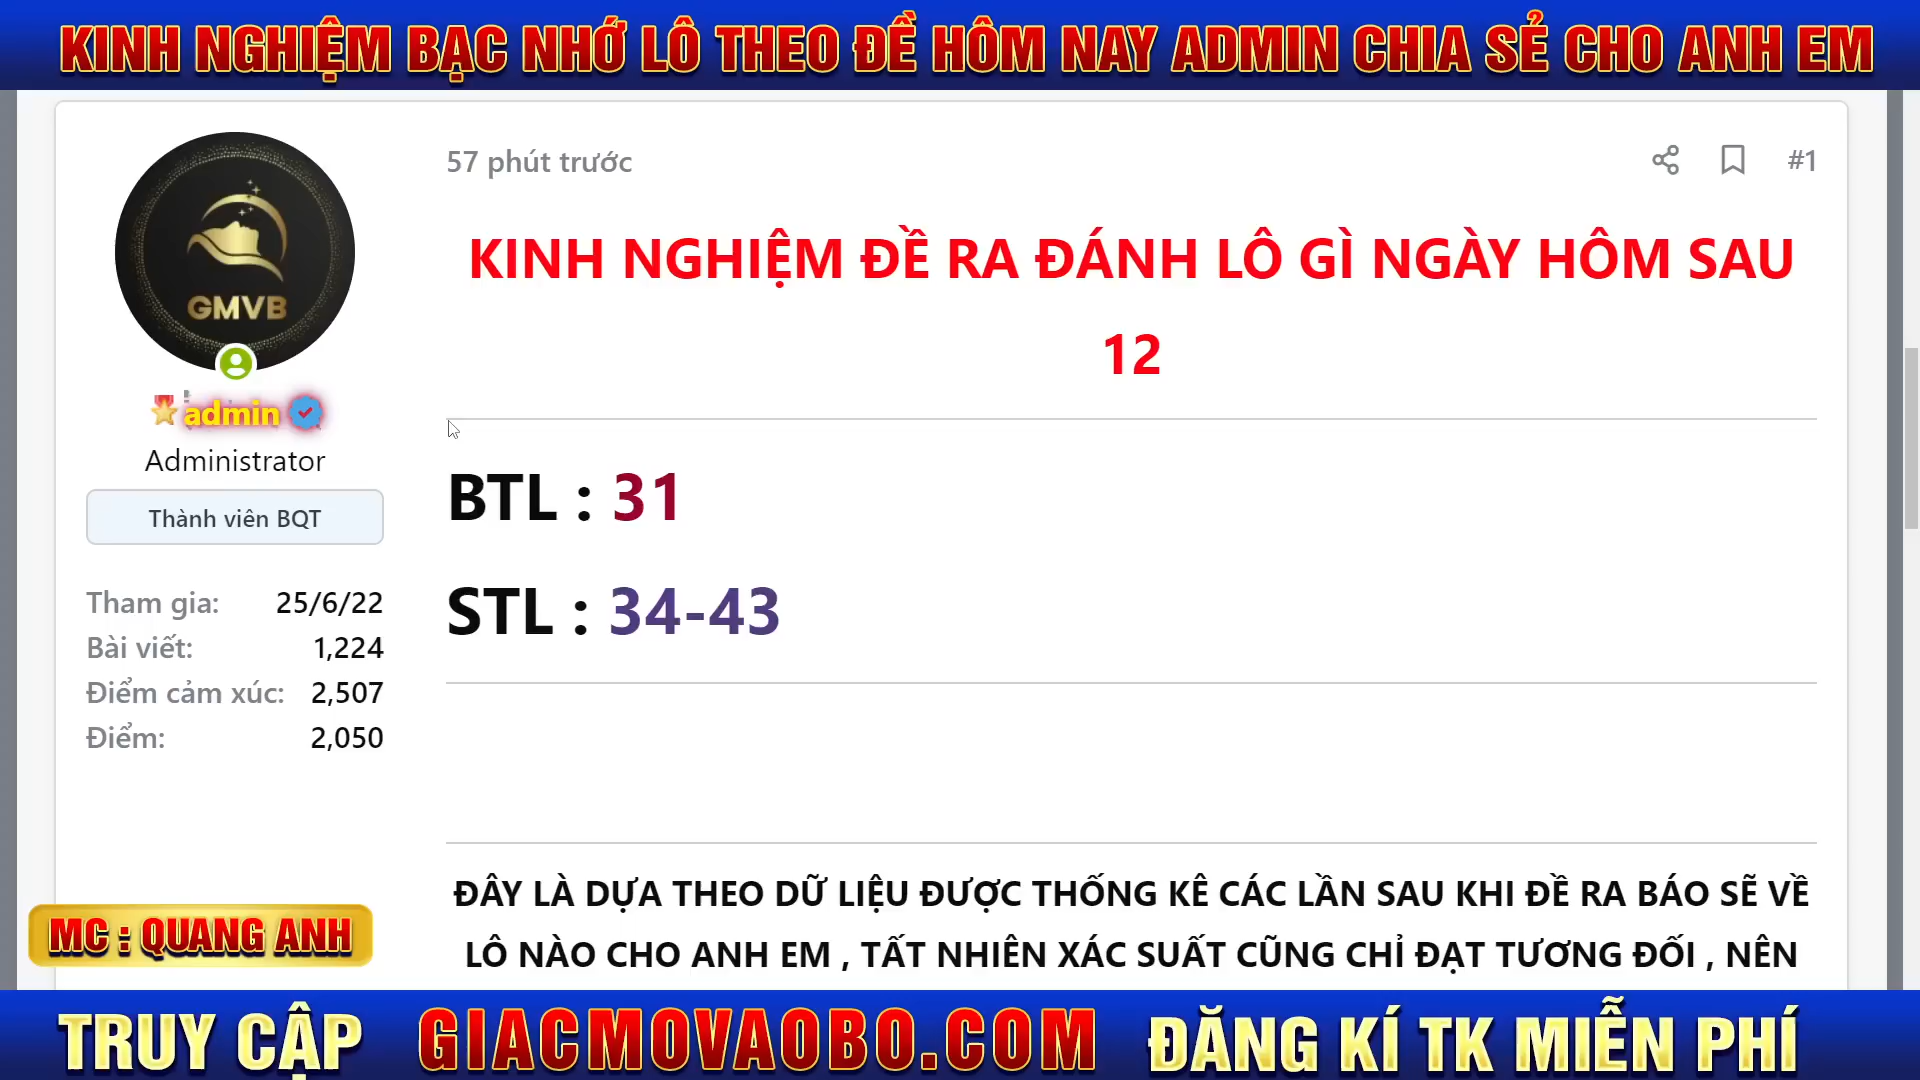 KINH NGHIỆM BẠC NHỚ LÔ THEO ĐỀ HÔM NAY ADMIN CHIA SẺ CHO ANH EM
57 phút trước
#1
GMVB
KINH NGHIỆM ĐỀ RA ĐÁNH LÔ GÌ NGÀY HÔM SAU
12
admin
Administrator
Thành viên BQT
BTL : 31
STL : 34-43
Tham gia: 25/6/22
Bài viết: 1,224
Điểm cảm xúc: 2,507
Điểm: 2,050
ĐÂY LÀ DỰA THEO DỮ LIỆU ĐƯỢC THỐNG KÊ CÁC LẦN SAU KHI ĐỀ RA BÁO SẼ VỀ
LÔ NÀO CHO ANH EM , TẤT NHIÊN XÁC SUẤT CŨNG CHỈ ĐẠT TƯƠNG ĐỐI , NÊN
MC : QUANG ANH
TRUY CẬP GIACMOVAOBO.COM ĐĂNG KÍ TK MIỄN PHÍ